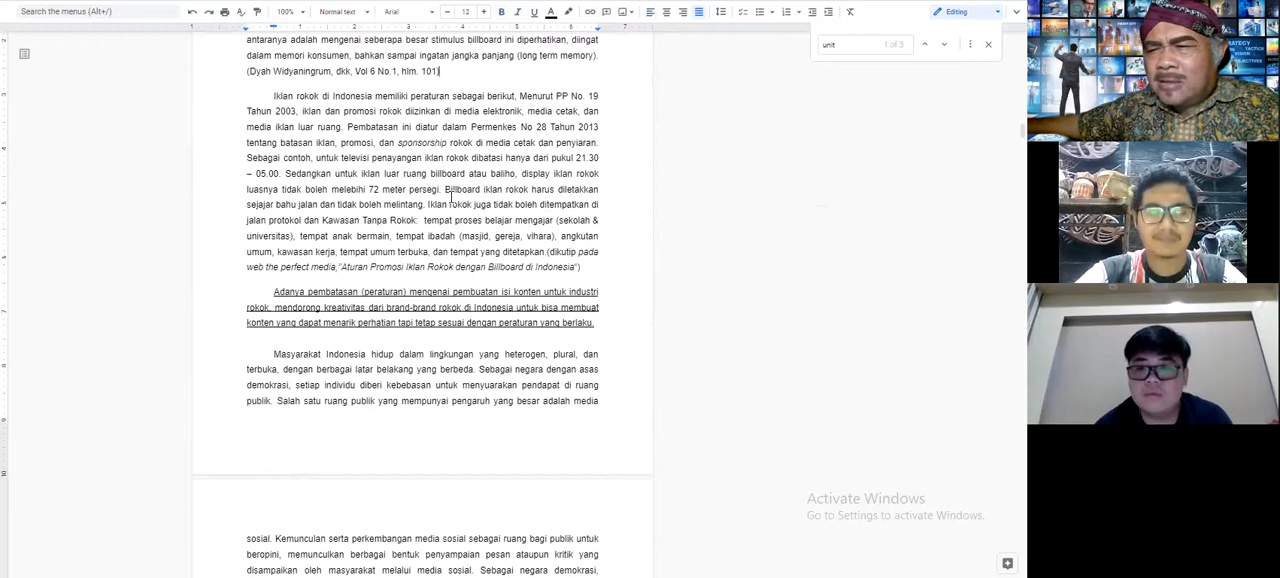 Search the menus (Alt+/)
100%
Normal text
Arial
12
B I U A
Editing
unit
1 of 3
antaranya adalah mengenai seberapa besar stimulus billboard ini diperhatikan, diingat
dalam memori konsumen, bahkan sampai ingatan jangka panjang (long term memory).
(Dyah Widyaningrum, dkk, Vol 6 No.1, hlm. 101)
Iklan rokok di Indonesia memiliki peraturan sebagai berikut, Menurut PP No. 19
Tahun 2003, iklan dan promosi rokok diizinkan di media elektronik, media cetak, dan
media iklan luar ruang. Pembatasan ini diatur dalam Permenkes No 28 Tahun 2013
tentang batasan iklan, promosi, dan sponsorship rokok di media cetak dan penyiaran.
Sebagai contoh, untuk televisi penayangan iklan rokok dibatasi hanya dari pukul 21.30
– 05.00. Sedangkan untuk iklan luar ruang billboard atau baliho, display iklan rokok
luasnya tidak boleh melebihi 72 meter persegi. Billboard iklan rokok harus diletakkan
sejajar bahu jalan dan tidak boleh melintang. Iklan rokok juga tidak boleh ditempatkan di
jalan protokol dan Kawasan Tanpa Rokok: tempat proses belajar mengajar (sekolah &
universitas), tempat anak bermain, tempat ibadah (masjid, gereja, vihara), angkutan
umum, kawasan kerja, tempat umum terbuka, dan tempat yang ditetapkan.(dikutip pada
web the perfect media,"Aturan Promosi Iklan Rokok dengan Billboard di Indonesia")
Adanya pembatasan (peraturan) mengenai pembuatan isi konten untuk industri
rokok, mendorong kreativitas dari brand-brand rokok di Indonesia untuk bisa membuat
konten yang dapat menarik perhatian tapi tetap sesuai dengan peraturan yang berlaku.
Masyarakat Indonesia hidup dalam lingkungan yang heterogen, plural, dan
terbuka, dengan berbagai latar belakang yang berbeda. Sebagai negara dengan asas
demokrasi, setiap individu diberi kebebasan untuk menyuarakan pendapat di ruang
publik. Salah satu ruang publik yang mempunyai pengaruh yang besar adalah media
sosial. Kemunculan serta perkembangan media sosial sebagai ruang bagi publik untuk
beropini, memunculkan berbagai bentuk penyampaian pesan ataupun kritik yang
disampaikan oleh masyarakat melalui media sosial. Sebagai negara demokrasi,
Activate Windows
Go to Settings to activate Windows.
STRATEGY
TACTICS
OBJECTIVES